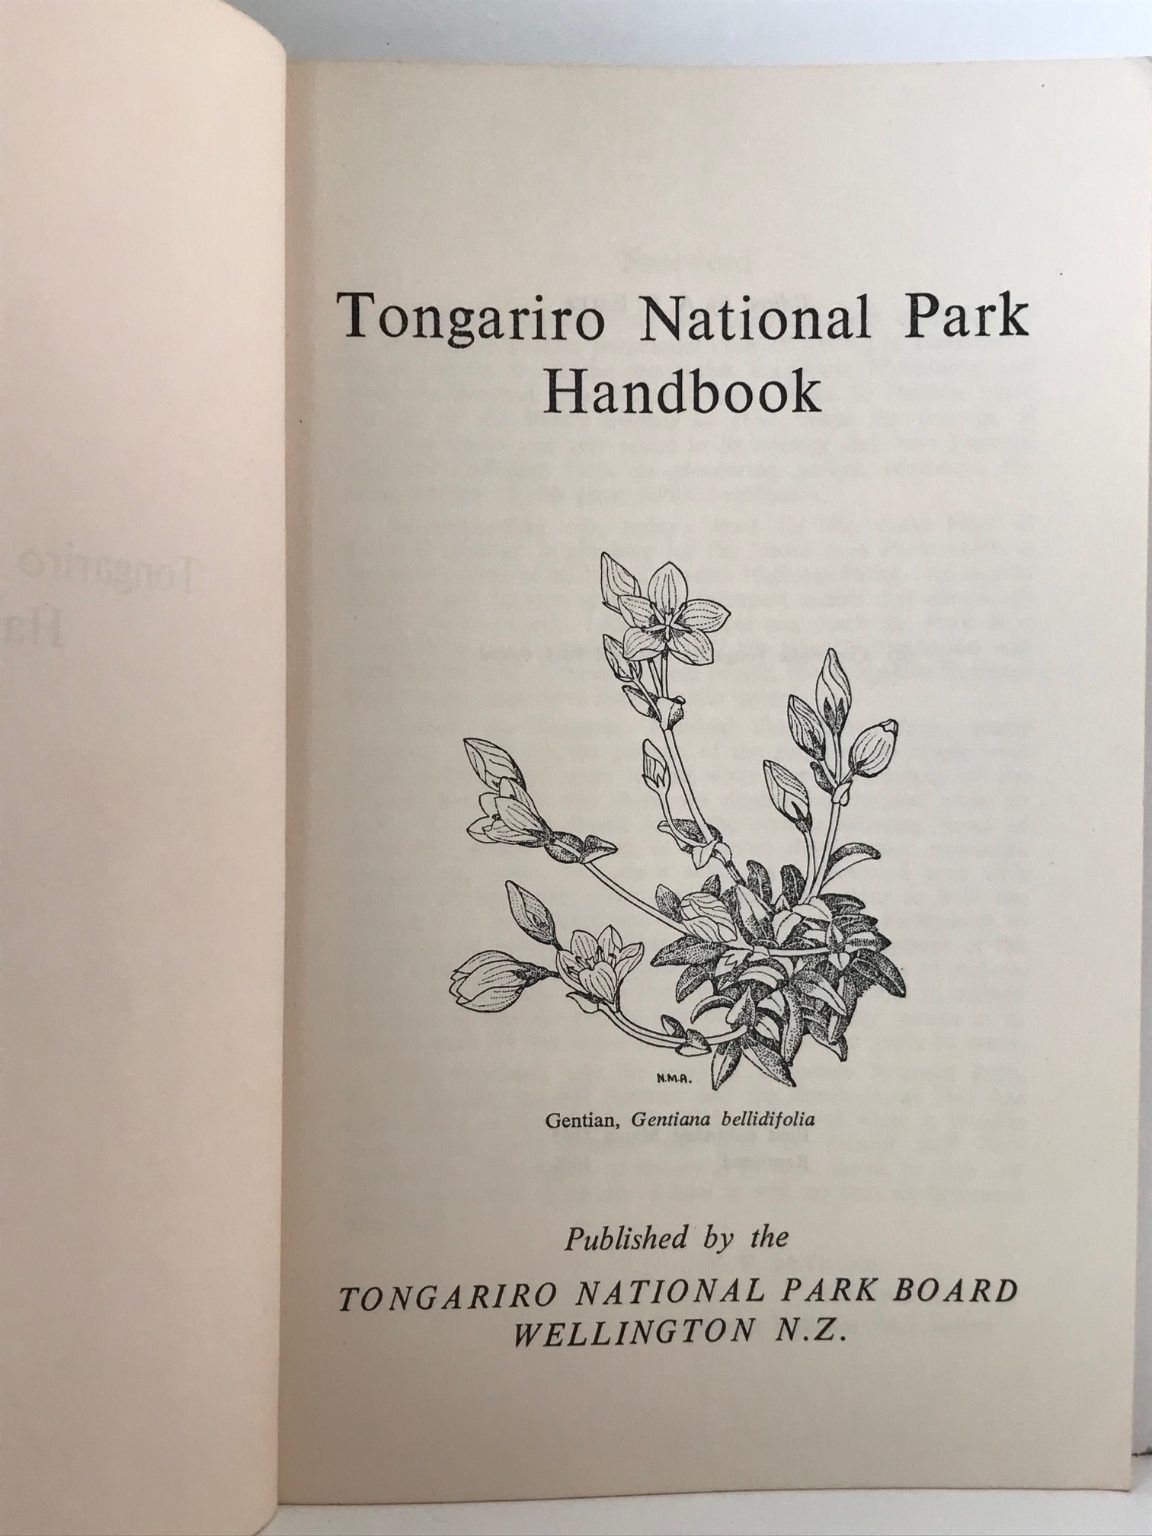 Tongariro National Park
Handbook
N.M.A.
Gentian, Gentiana bellidifolia
Published by the
TONGARIRO NATIONAL PARK BOARD
WELLINGTON N.Z.